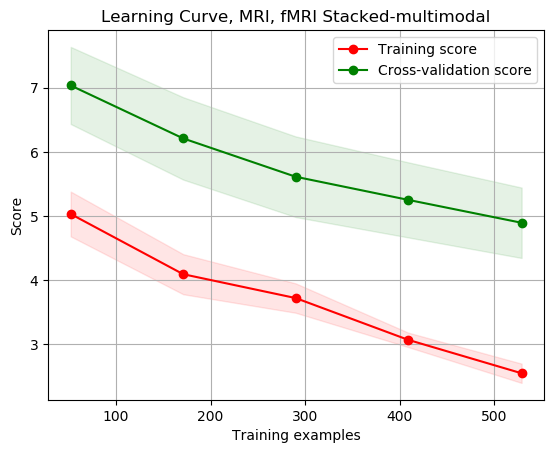 Learning Curve, MRI, fMRI Stacked-multimodal
Training score
Cross-validation score
7
6
5
4
3
Score
100 200 300 400 500
Training examples